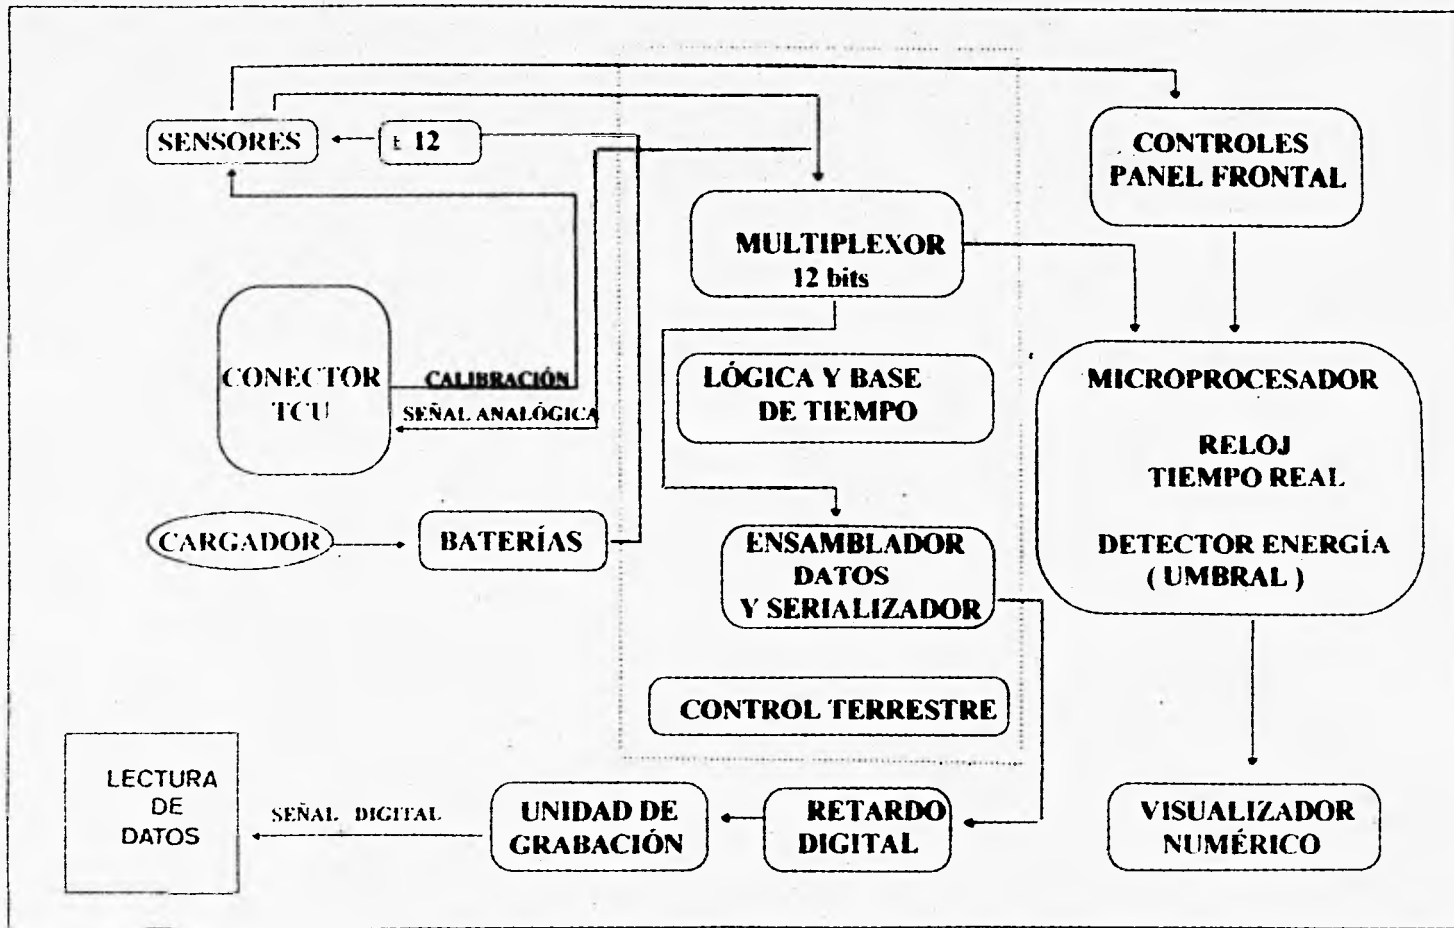 SENSORES
± 12
CONTROLES
PANEL FRONTAL
MULTIPLEXOR
12 bits
CONECTOR
TCU
CALIBRACIÓN
SEÑAL ANALÓGICA
LÓGICA Y BASE
DE TIEMPO
MICROPROCESADOR
RELOJ
TIEMPO REAL
DETECTOR ENERGÍA
( UMBRAL )
CARGADOR
BATERÍAS
ENSAMBLADOR
DATOS
Y SERIALIZADOR
CONTROL TERRESTRE
LECTURA
DE
DATOS
SEÑAL DIGITAL
UNIDAD DE
GRABACIÓN
RETARDO
DIGITAL
VISUALIZADOR
NUMÉRICO